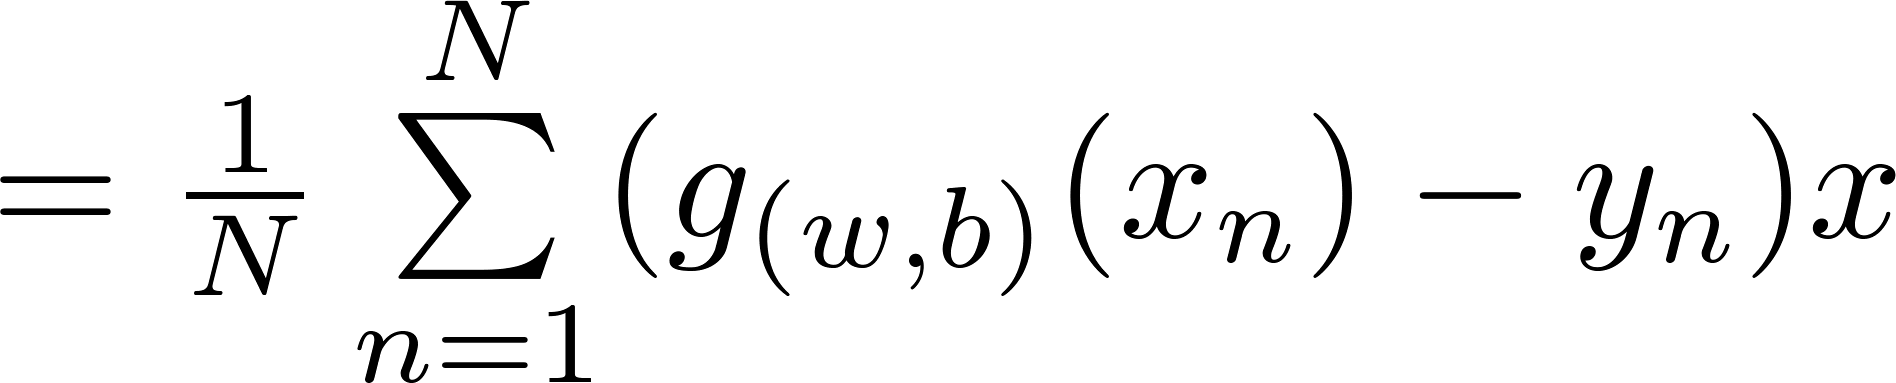 = \frac{1}{N} \sum_{n=1}^{N} (g_{(w,b)}(x_n) - y_n)x